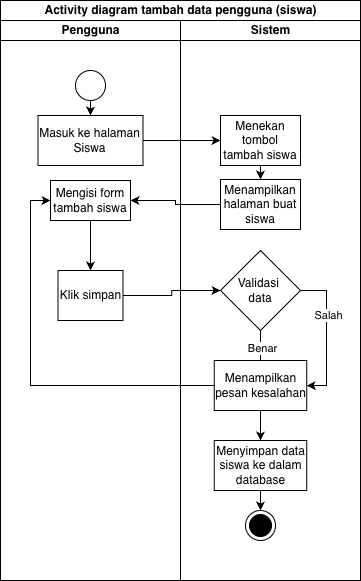 Activity diagram tambah data pengguna (siswa)
Pengguna
Sistem
Masuk ke halaman
Siswa
Menekan
tombol
tambah siswa
Mengisi form
tambah siswa
Menampilkan
halaman buat
siswa
Klik simpan
Validasi
data
Salah
Benar
Menampilkan
pesan kesalahan
Menyimpan data
siswa ke dalam
database